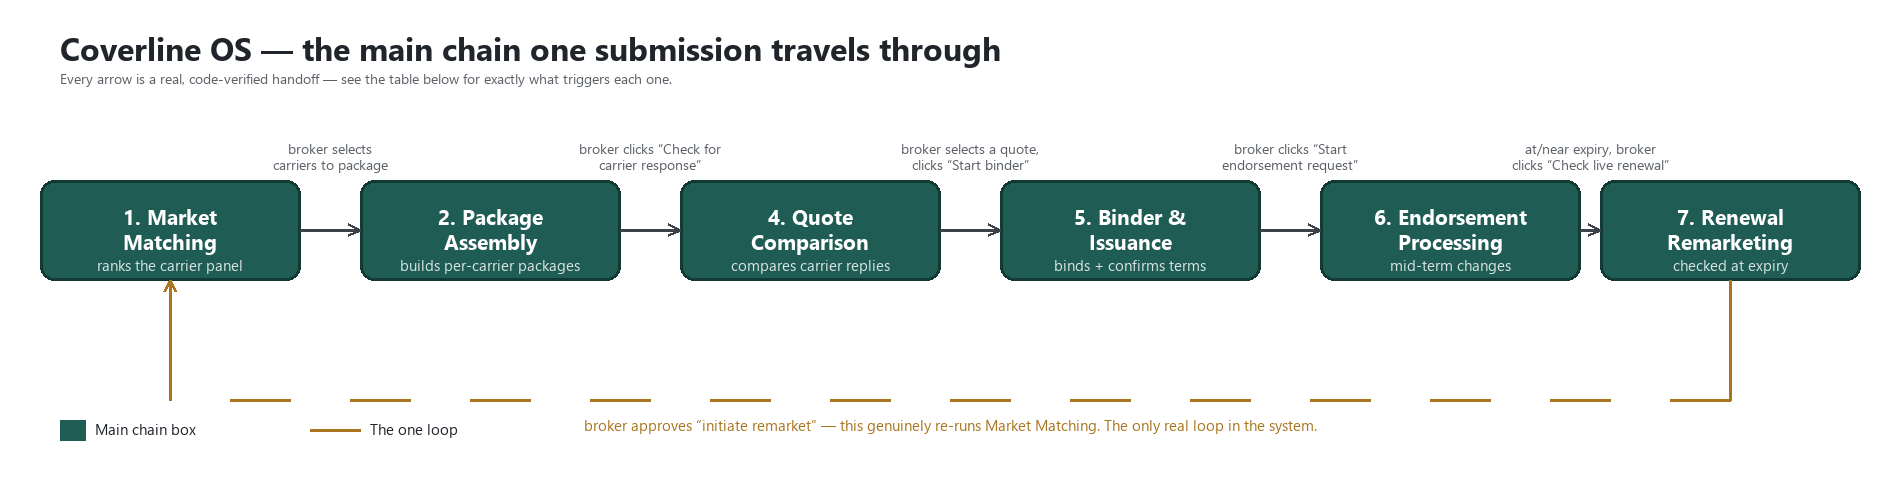 Coverline OS — the main chain one submission travels through
Every arrow is a real, code-verified handoff — see the table below for exactly what triggers each one.
broker selects
carriers to package
broker clicks “Check for
carrier response”
broker selects a quote,
clicks “Start binder”
broker clicks “Start
endorsement request”
at/near expiry, broker
clicks “Check live renewal”
1. Market
Matching
ranks the carrier panel
2. Package
Assembly
builds per-carrier packages
4. Quote
Comparison
compares carrier replies
5. Binder &
Issuance
binds + confirms terms
6. Endorsement
Processing
mid-term changes
7. Renewal
Remarketing
checked at expiry
Main chain box
The one loop
broker approves “initiate remarket” — this genuinely re-runs Market Matching. The only real loop in the system.